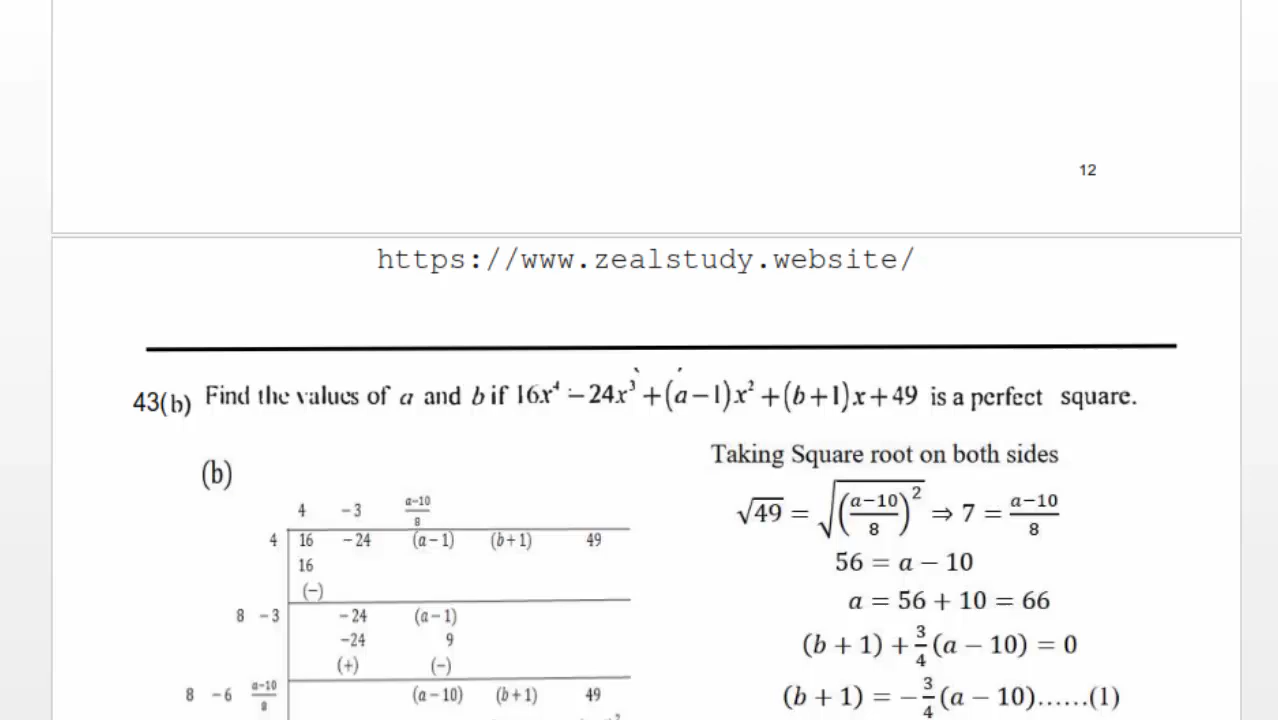 12
https://www.zealstudy.website/
43(b) Find the values of a and b if 16x⁴ − 24x³ + (a−1)x² + (b+1)x + 49 is a perfect square.
(b)
4 −3 a−10/8
4 16 −24 (a−1) (b+1) 49
16
(−)
8 −3 −24 (a−1)
−24 9
(+) (−)
8 −6 a−10/8 (a−10) (b+1) 49
Taking Square root on both sides
√49 = √(a−10/8)² ⇒ 7 = a−10/8
56 = a − 10
a = 56 + 10 = 66
(b + 1) + 3/4 (a − 10) = 0
(b + 1) = − 3/4 (a − 10)......(1)